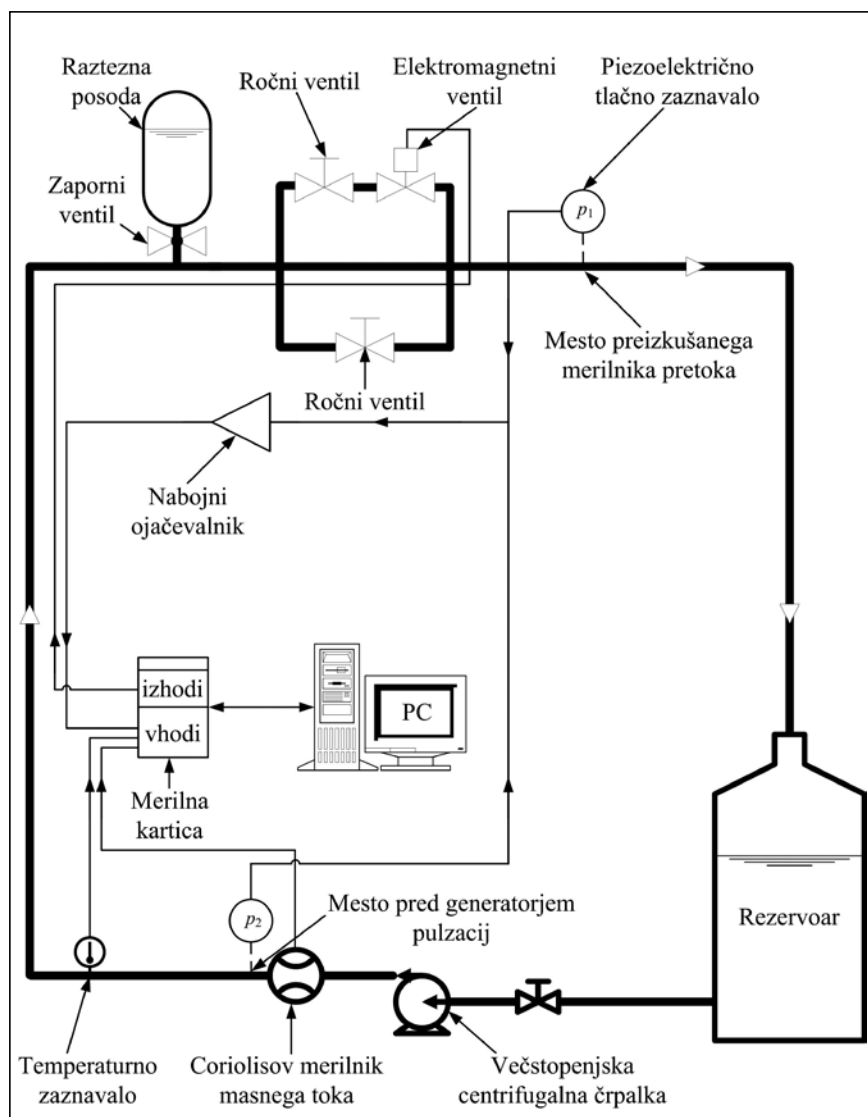 Raztezna
posoda
Ročni ventil
Elektromagnetni
ventil
Piezoelektrično
tlačno zaznavalo
Zaporni
ventil
p1
Mesto preizkušanega
merilnika pretoka
Ročni ventil
Nabojni
ojačevalnik
izhodi
vhodi
PC
Merilna
kartica
p2
Mesto pred generatorjem
pulzacij
Rezervoar
Temperaturno
zaznavalo
Coriolisov merilnik
masnega toka
Večstopenjska
centrifugalna črpalka